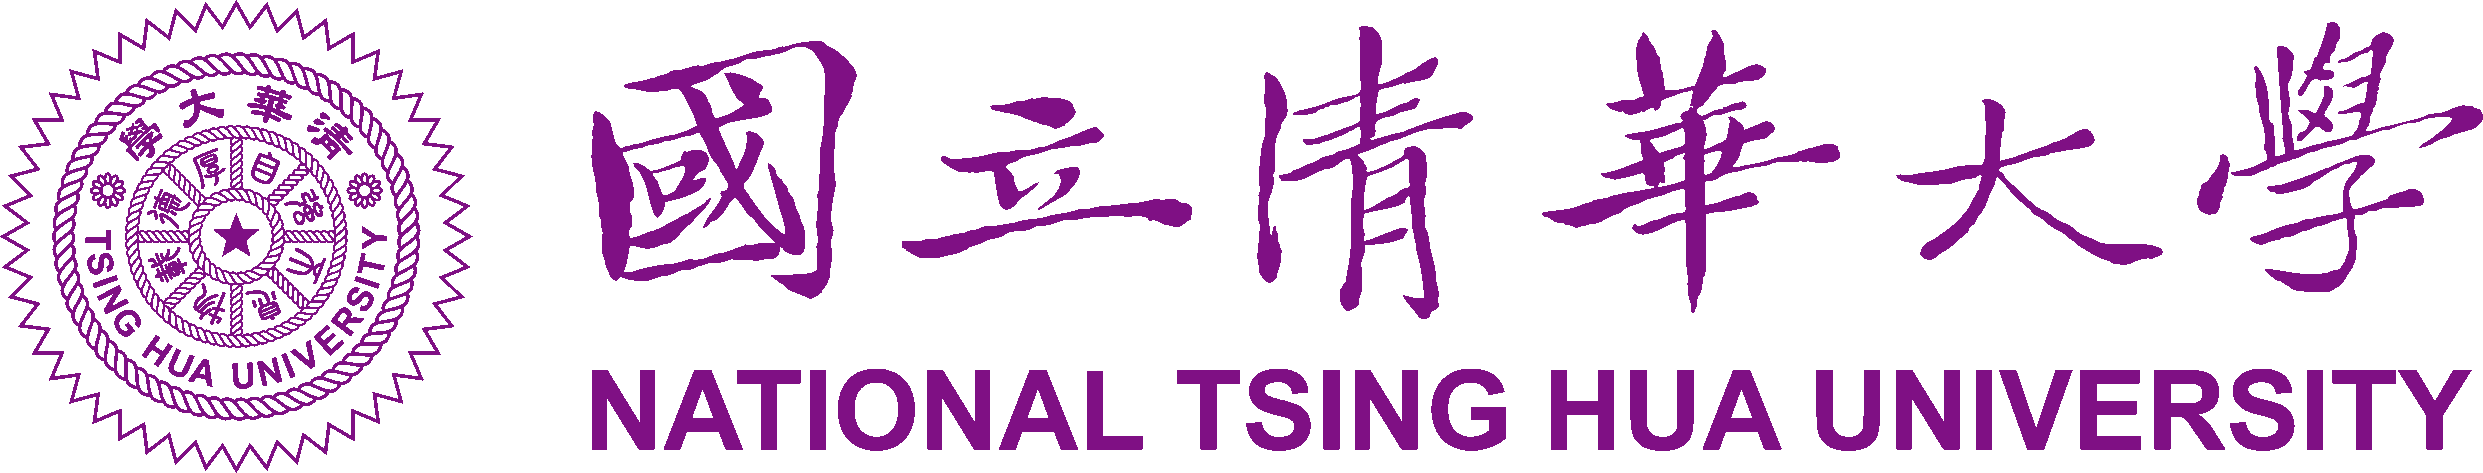 清華大學
自強不息
厚德載物
TSING HUA UNIVERSITY
國立清華大學
NATIONAL TSING HUA UNIVERSITY